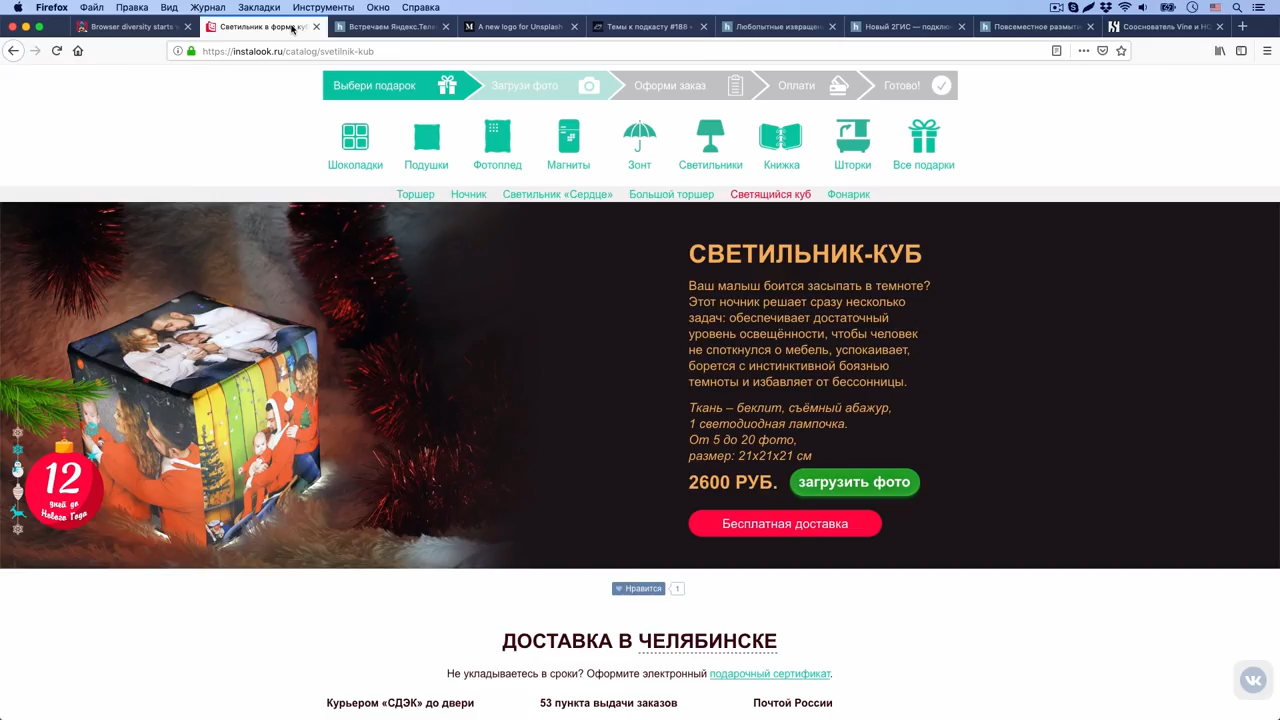 Firefox Файл Правка Вид Журнал Закладки Инструменты Окно Справка
Browser diversity starts
Светильник в форме куб
Встречаем Яндекс.Теле
A new logo for Unsplash
Темы к подкасту #188
Любопытные извращен
Новый 2ГИС — подклю
Повсеместное размыти
Сооснователь Vine и HQ
https://instalook.ru/catalog/svetilnik-kub
Выбери подарок
Загрузи фото
Оформи заказ
Оплати
Готово!
Шоколадки
Подушки
Фотоплед
Магниты
Зонт
Светильники
Книжка
Шторки
Все подарки
Торшер Ночник Светильник «Сердце» Большой торшер Светящийся куб Фонарик
СВЕТИЛЬНИК-КУБ
Ваш малыш боится засыпать в темноте?
Этот ночник решает сразу несколько
задач: обеспечивает достаточный
уровень освещённости, чтобы человек
не споткнулся о мебель, успокаивает,
борется с инстинктивной боязнью
темноты и избавляет от бессонницы.
Ткань – беклит, съёмный абажур,
1 светодиодная лампочка.
От 5 до 20 фото,
размер: 21х21х21 см
2600 РУБ. загрузить фото
Бесплатная доставка
12
дней до
Нового Года
Нравится 1
ДОСТАВКА В ЧЕЛЯБИНСКЕ
Не укладываетесь в сроки? Оформите электронный подарочный сертификат.
Курьером «СДЭК» до двери
53 пункта выдачи заказов
Почтой России